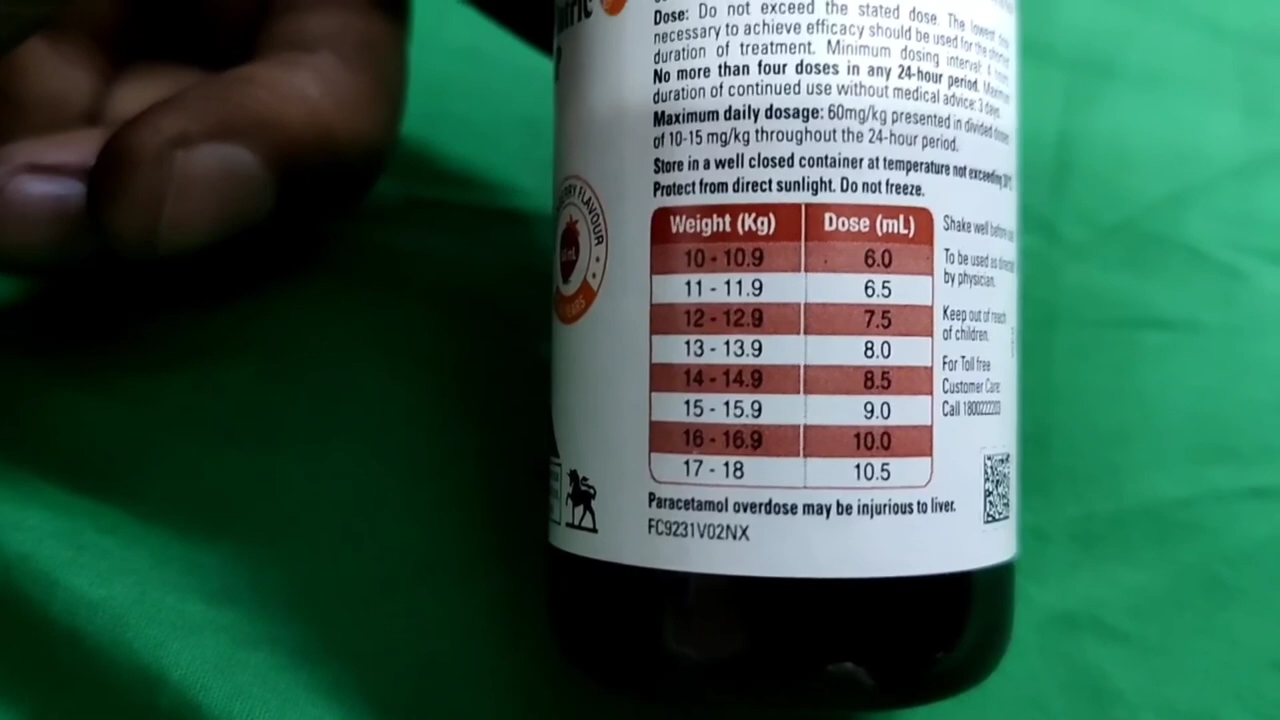 Dose: Do not exceed the stated dose. The lowest
necessary to achieve efficacy should be used for the
duration of treatment. Minimum dosing interval: 4
No more than four doses in any 24-hour period.
duration of continued use without medical advice: 3 days.
Maximum daily dosage: 60mg/kg presented in divided doses
of 10-15 mg/kg throughout the 24-hour period.
Store in a well closed container at temperature not exceeding
Protect from direct sunlight. Do not freeze.
Weight (Kg) Dose (mL)
10 - 10.9 6.0
11 - 11.9 6.5
12 - 12.9 7.5
13 - 13.9 8.0
14 - 14.9 8.5
15 - 15.9 9.0
16 - 16.9 10.0
17 - 18 10.5
Shake well before
To be used as directed
by physician.
Keep out of reach
of children.
For Toll free
Customer Care
Call 1800222203
Paracetamol overdose may be injurious to liver.
FC9231V02NX
FLAVOUR